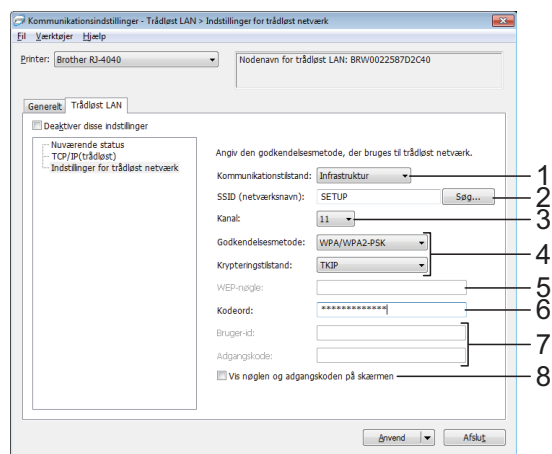 Kommunikationsindstillinger - Trådløst LAN > Indstillinger for trådløst netværk
Fil Værktøjer Hjælp
Printer: Brother RJ-4040
Nodenavn for trådløst LAN: BRW0022587D2C40
Generelt Trådløst LAN
Deaktiver disse indstillinger
Nuværende status
TCP/IP(trådløst)
Indstillinger for trådløst netværk
Angiv den godkendelsesmetode, der bruges til trådløst netværk.
Kommunikationstilstand: Infrastruktur 1
SSID (netværksnavn): SETUP Søg... 2
Kanal: 11 3
Godkendelsesmetode: WPA/WPA2-PSK
4
Krypteringstilstand: TKIP
WEP-nøgle: 5
Kodeord: ************* 6
Bruger-id:
7
Adgangskode:
Vis nøglen og adgangskoden på skærmen 8
Anvend Afslut